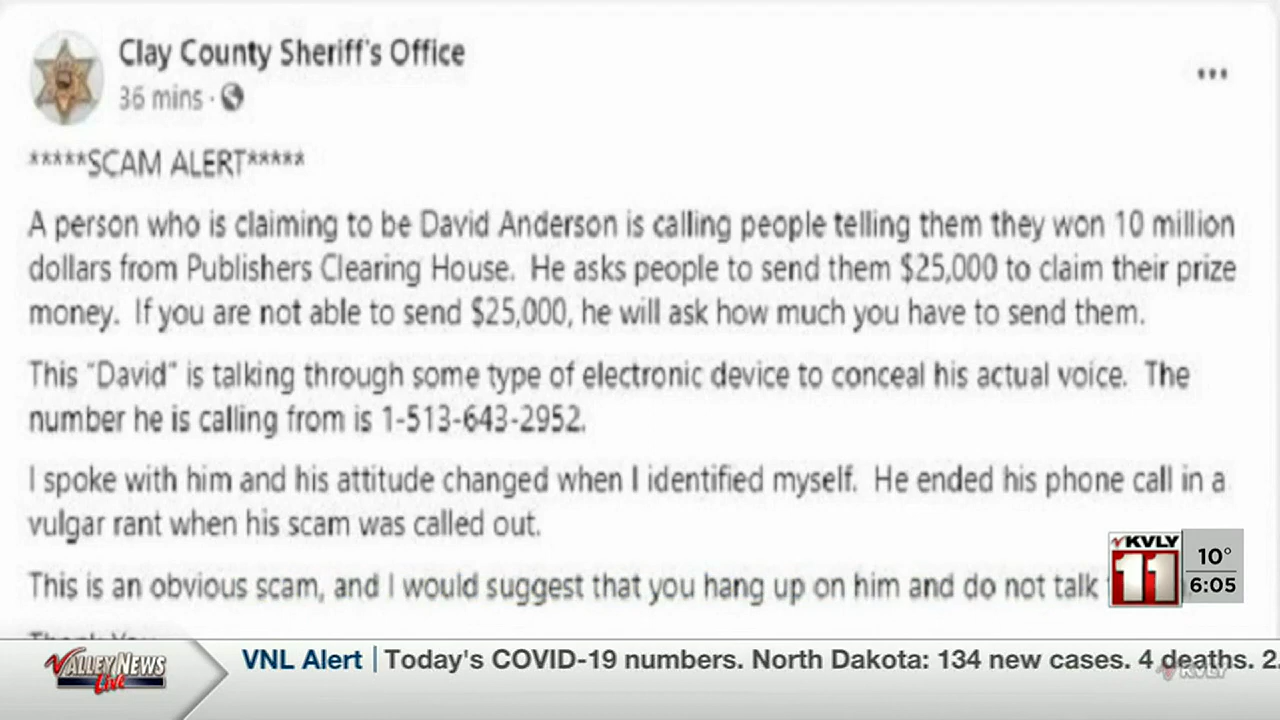 Clay County Sheriff's Office
36 mins ·
*****SCAM ALERT*****
A person who is claiming to be David Anderson is calling people telling them they won 10 million
dollars from Publishers Clearing House. He asks people to send them $25,000 to claim their prize
money. If you are not able to send $25,000, he will ask how much you have to send them.
This "David" is talking through some type of electronic device to conceal his actual voice. The
number he is calling from is 1-513-643-2952.
I spoke with him and his attitude changed when I identified myself. He ended his phone call in a
vulgar rant when his scam was called out.
This is an obvious scam, and I would suggest that you hang up on him and do not talk
KVLY
11
10°
6:05
VALLEY NEWS
Live
VNL Alert | Today's COVID-19 numbers. North Dakota: 134 new cases. 4 deaths. 2.
KVLY